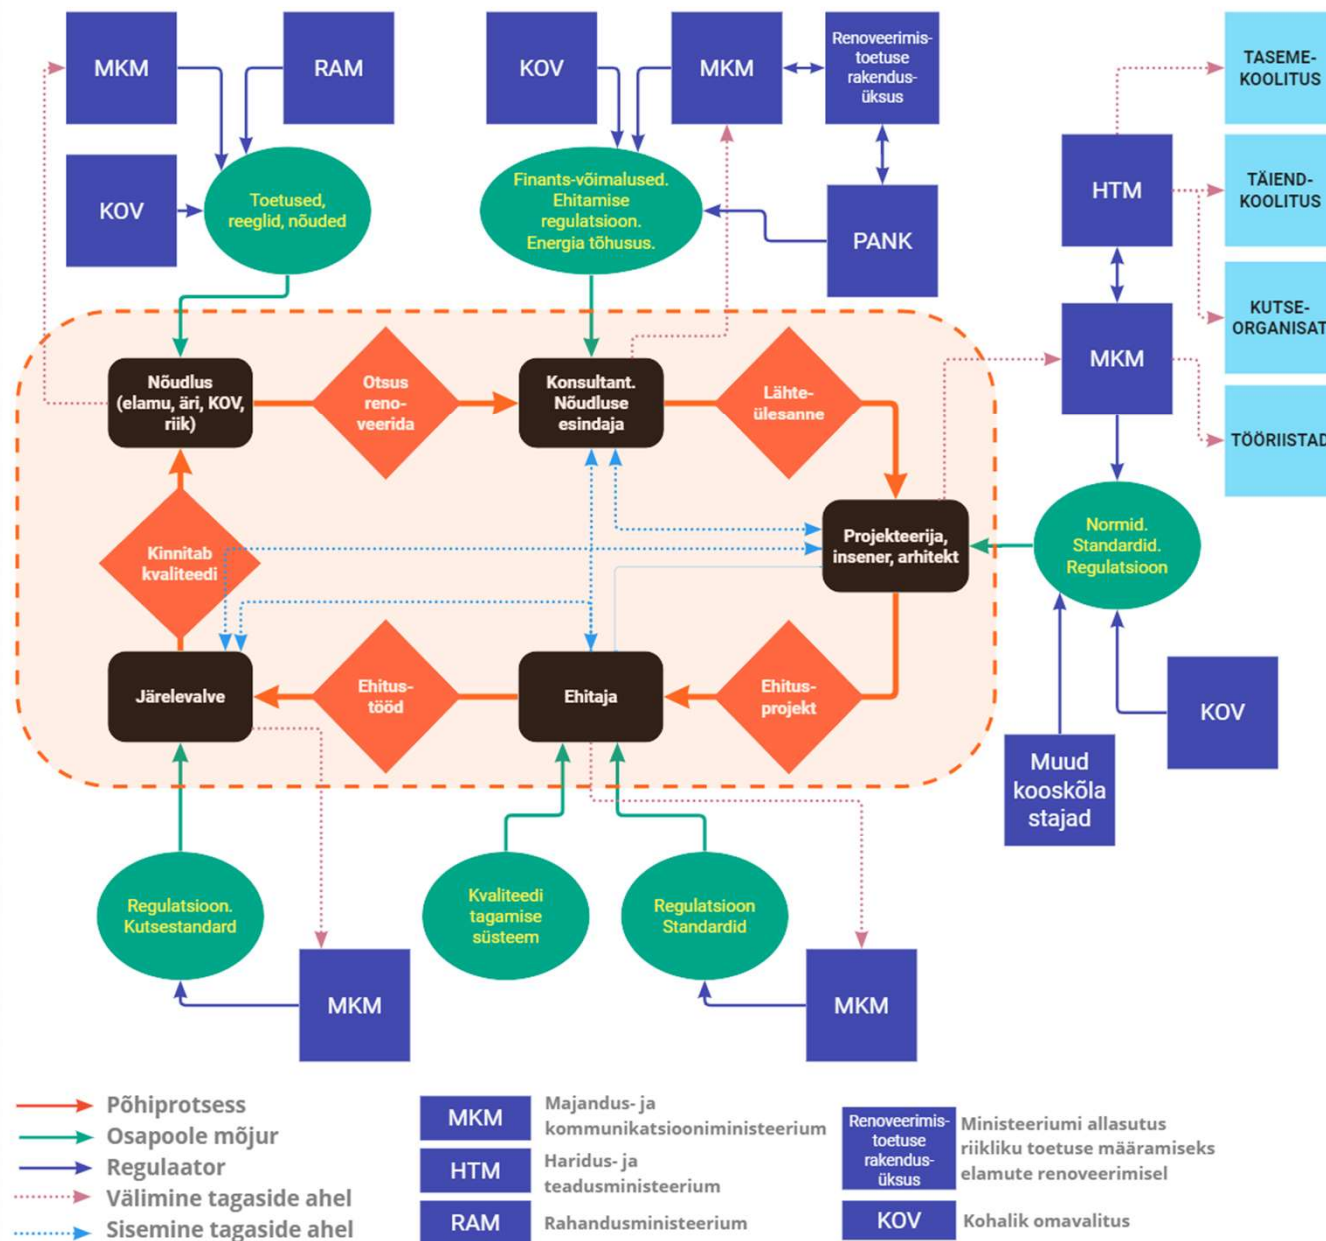 MKM
RAM
KOV
MKM
Renoveerimis-
toetuse
rakendus-
üksus
TASEME-
KOOLITUS
KOV
Toetused,
reeglid, nõuded
Finants-võimalused.
Ehitamise
regulatsioon.
Energia tõhusus.
PANK
HTM
TÄIEND-
KOOLITUS
KUTSE-
ORGANISAT
MKM
TÖÖRIISTAD
Nõudlus
(elamu, äri, KOV,
riik)
Otsus
reno-
veerida
Konsultant.
Nõudluse
esindaja
Lähte-
ülesanne
Kinnitab
kvaliteedi
Projekteerija,
insener, arhitekt
Normid.
Standardid.
Regulatsioon
Järelevalve
Ehitus-
tööd
Ehitaja
Ehitus-
projekt
KOV
Muud
kooskõla
stajad
Regulatsioon.
Kutsestandard
Kvaliteedi
tagamise
süsteem
Regulatsioon
Standardid
MKM
MKM
Põhiprotsess
Osapoole mõjur
Regulaator
Välimine tagaside ahel
Sisemine tagaside ahel
MKM
Majandus- ja
kommunikatsiooniministeerium
HTM
Haridus- ja
teadusministeerium
RAM
Rahandusministeerium
Renoveerimis-
toetuse
rakendus-
üksus
Ministeeriumi allasutus
riikliku toetuse määramiseks
elamute renoveerimisel
KOV
Kohalik omavalitus